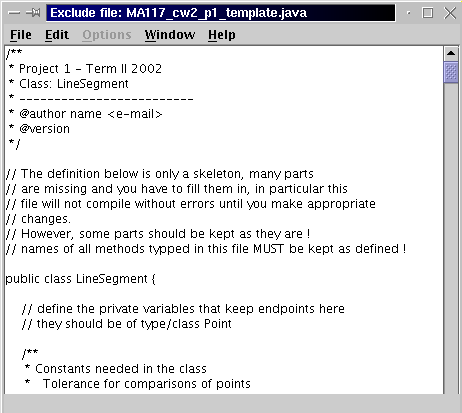 Exclude file: MA117_cw2_p1_template.java
File Edit Options Window Help
/**
* Project 1 - Term II 2002
* Class: LineSegment
* -------------------------
* @author name <e-mail>
* @version
*/
// The definition below is only a skeleton, many parts
// are missing and you have to fill them in, in particular this
// file will not compile without errors until you make appropriate
// changes.
// However, some parts should be kept as they are !
// names of all methods typped in this file MUST be kept as defined !
public class LineSegment {
// define the private variables that keep endpoints here
// they should be of type/class Point
/**
* Constants needed in the class
* Tolerance for comparisons of points